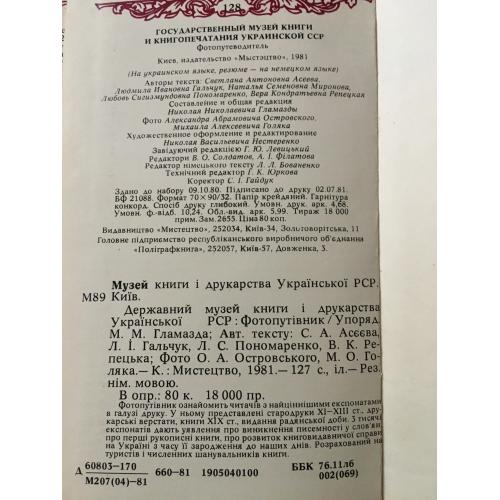 128
ГОСУДАРСТВЕННЫЙ МУЗЕЙ КНИГИ
И КНИГОПЕЧАТАНИЯ УКРАИНСКОЙ ССР
Фотопутеводитель
Киев, издательство «Мыстэцтво», 1981
(На украинском языке, резюме — на немецком языке)
Авторы текста: Светлана Антоновна Асеева,
Людмила Ивановна Гальчук, Наталья Семеновна Миронова,
Любовь Сигизмундовна Пономаренко, Вера Кондратьевна Репецкая
Составление и общая редакция
Николая Николаевича Гламазды
Фото Александра Абрамовича Островского,
Михаила Алексеевича Голяка
Художественное оформление и редактирование
Николая Васильевича Нестеренко
Завідуючий редакцією Г. Ю. Левицький
Редактори В. О. Солдатов, А. І. Філатова
Редактор німецького тексту Л. Л. Бованенко
Технічний редактор Г. К. Юркова
Коректор С. І. Гайдук
Здано до набору 09.10.80. Підписано до друку 02.07.81.
БФ 21088. Формат 70×90/32. Папір крейдяний. Гарнітура
конкорд. Спосіб друку глибокий. Умовн. друк. арк. 4,68.
Умовн. ф.-відб. 10,24. Обл.-вид. арк. 5,99. Тираж 18 000
прим. Зам. 2655. Ціна 80 коп.
Видавництво «Мистецтво», 252034, Київ-34, Золотоворітська, 11
Головне підприємство республіканського виробничого об'єднання
«Поліграфкнига», 252057, Київ-57, Довженка, 3.
Музей книги і друкарства Української РСР.
М89 Київ.
Державний музей книги і друкарства
Української РСР: Фотопутівник / Упоряд.
М. М. Гламазда; Авт. тексту: С. А. Асєєва,
Л. І. Гальчук, Л. С. Пономаренко, В. К. Ре-
пецька; Фото О. А. Островського, М. О. Го-
ляка.— К.: Мистецтво, 1981.— 127 с., іл.— Рез.
нім. мовою.
В опр.: 80 к. 18 000 пр.
Фотопутівник ознайомить читачів з найціннішими експонатами
в галузі друку. У ньому представлені стародруки XI—XIII ст., дру-
карські верстати, книги XIX ст., видання радянської доби. З тисячі
експонатів дають уявлення про виникнення писемності у слов'ян,
про перші рукописні книги, про розвиток книговидавничої справи
на Україні з часу її зародження до наших днів. Розрахований на
туристів і численних шанувальників книги.
Д 60803-170
М207(04)-81 660-81 1905040100 ББК 76.11лб
002(069)